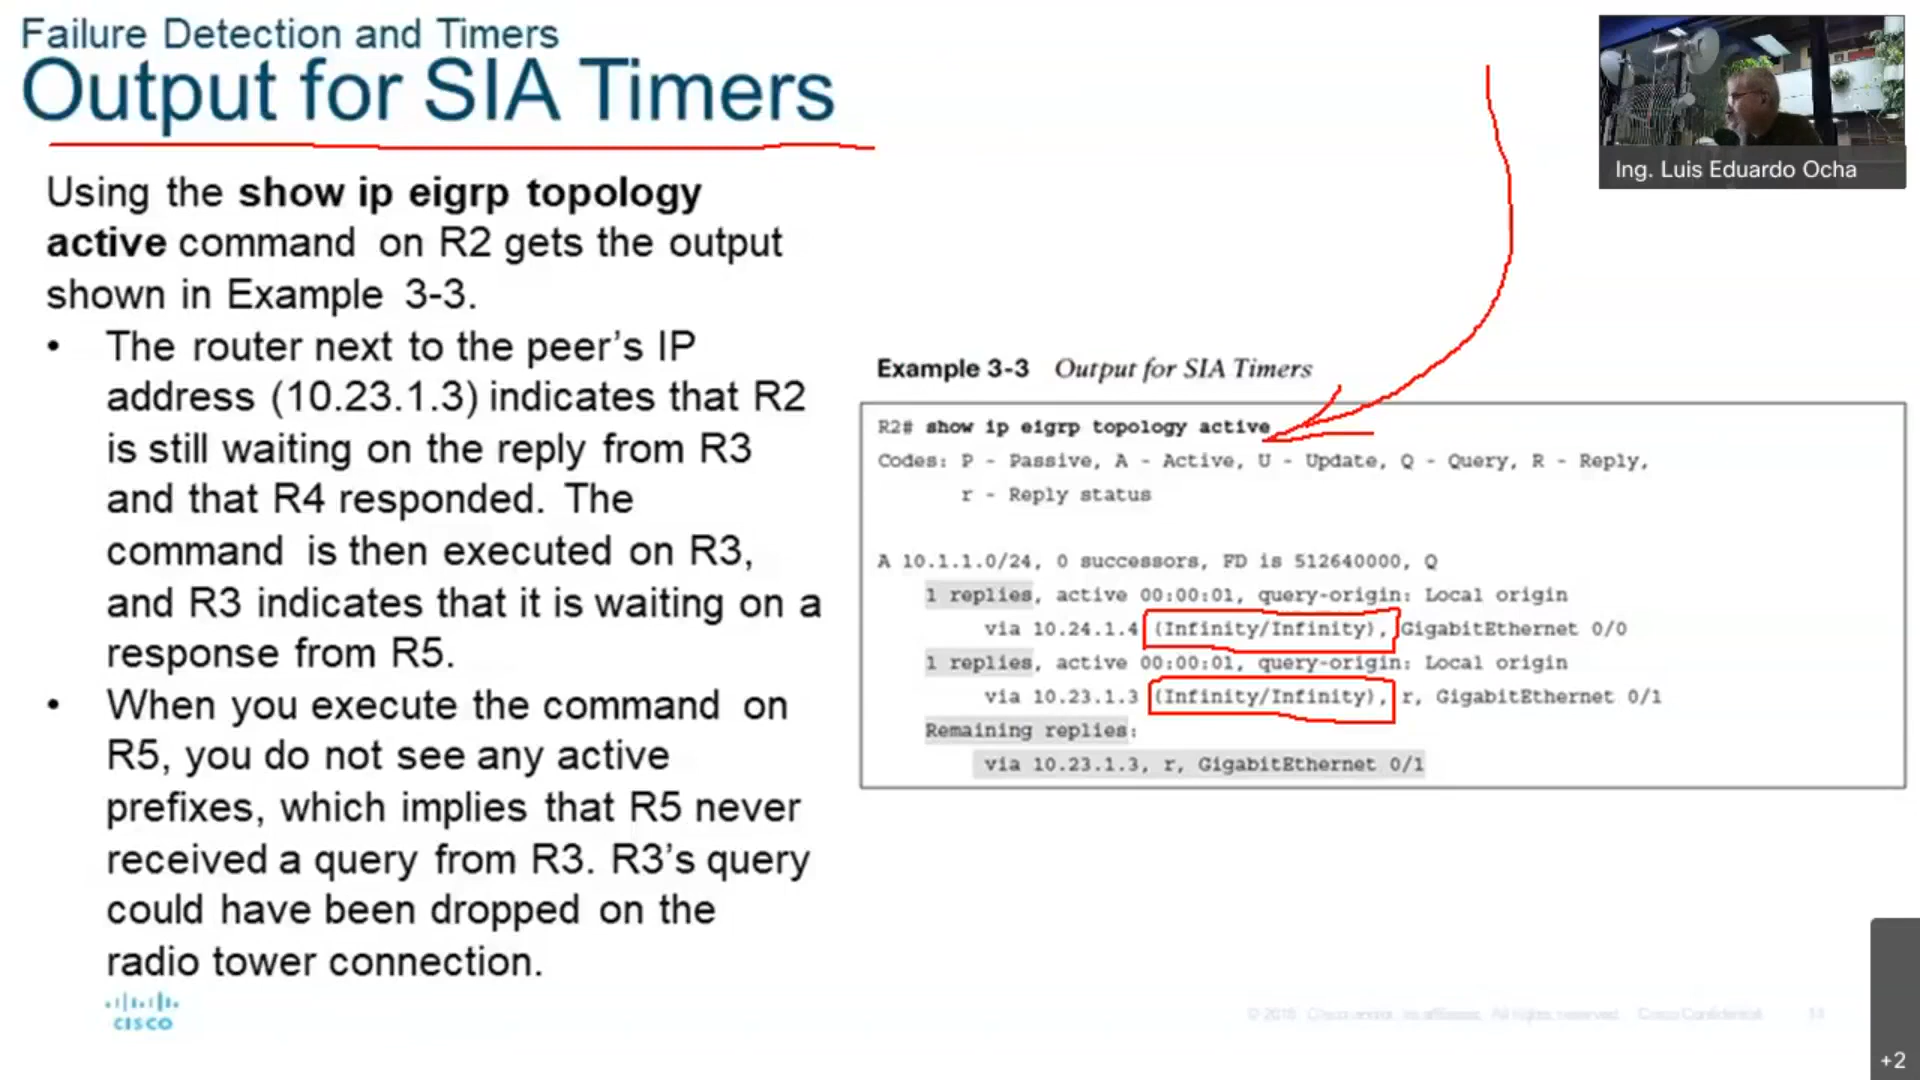 Failure Detection and Timers
Output for SIA Timers
Using the show ip eigrp topology
active command on R2 gets the output
shown in Example 3-3.
• The router next to the peer’s IP
address (10.23.1.3) indicates that R2
is still waiting on the reply from R3
and that R4 responded. The
command is then executed on R3,
and R3 indicates that it is waiting on a
response from R5.
• When you execute the command on
R5, you do not see any active
prefixes, which implies that R5 never
received a query from R3. R3’s query
could have been dropped on the
radio tower connection.
CISCO
Ing. Luis Eduardo Ocha
Example 3-3 Output for SIA Timers
R2# show ip eigrp topology active
Codes: P - Passive, A - Active, U - Update, Q - Query, R - Reply,
r - Reply status
A 10.1.1.0/24, 0 successors, FD is 512640000, Q
1 replies, active 00:00:01, query-origin: Local origin
via 10.24.1.4 (Infinity/Infinity), GigabitEthernet 0/0
1 replies, active 00:00:01, query-origin: Local origin
via 10.23.1.3 (Infinity/Infinity), r, GigabitEthernet 0/1
Remaining replies:
via 10.23.1.3, r, GigabitEthernet 0/1
Cisco and/or its affiliates. All rights reserved. Cisco Confidential
+2